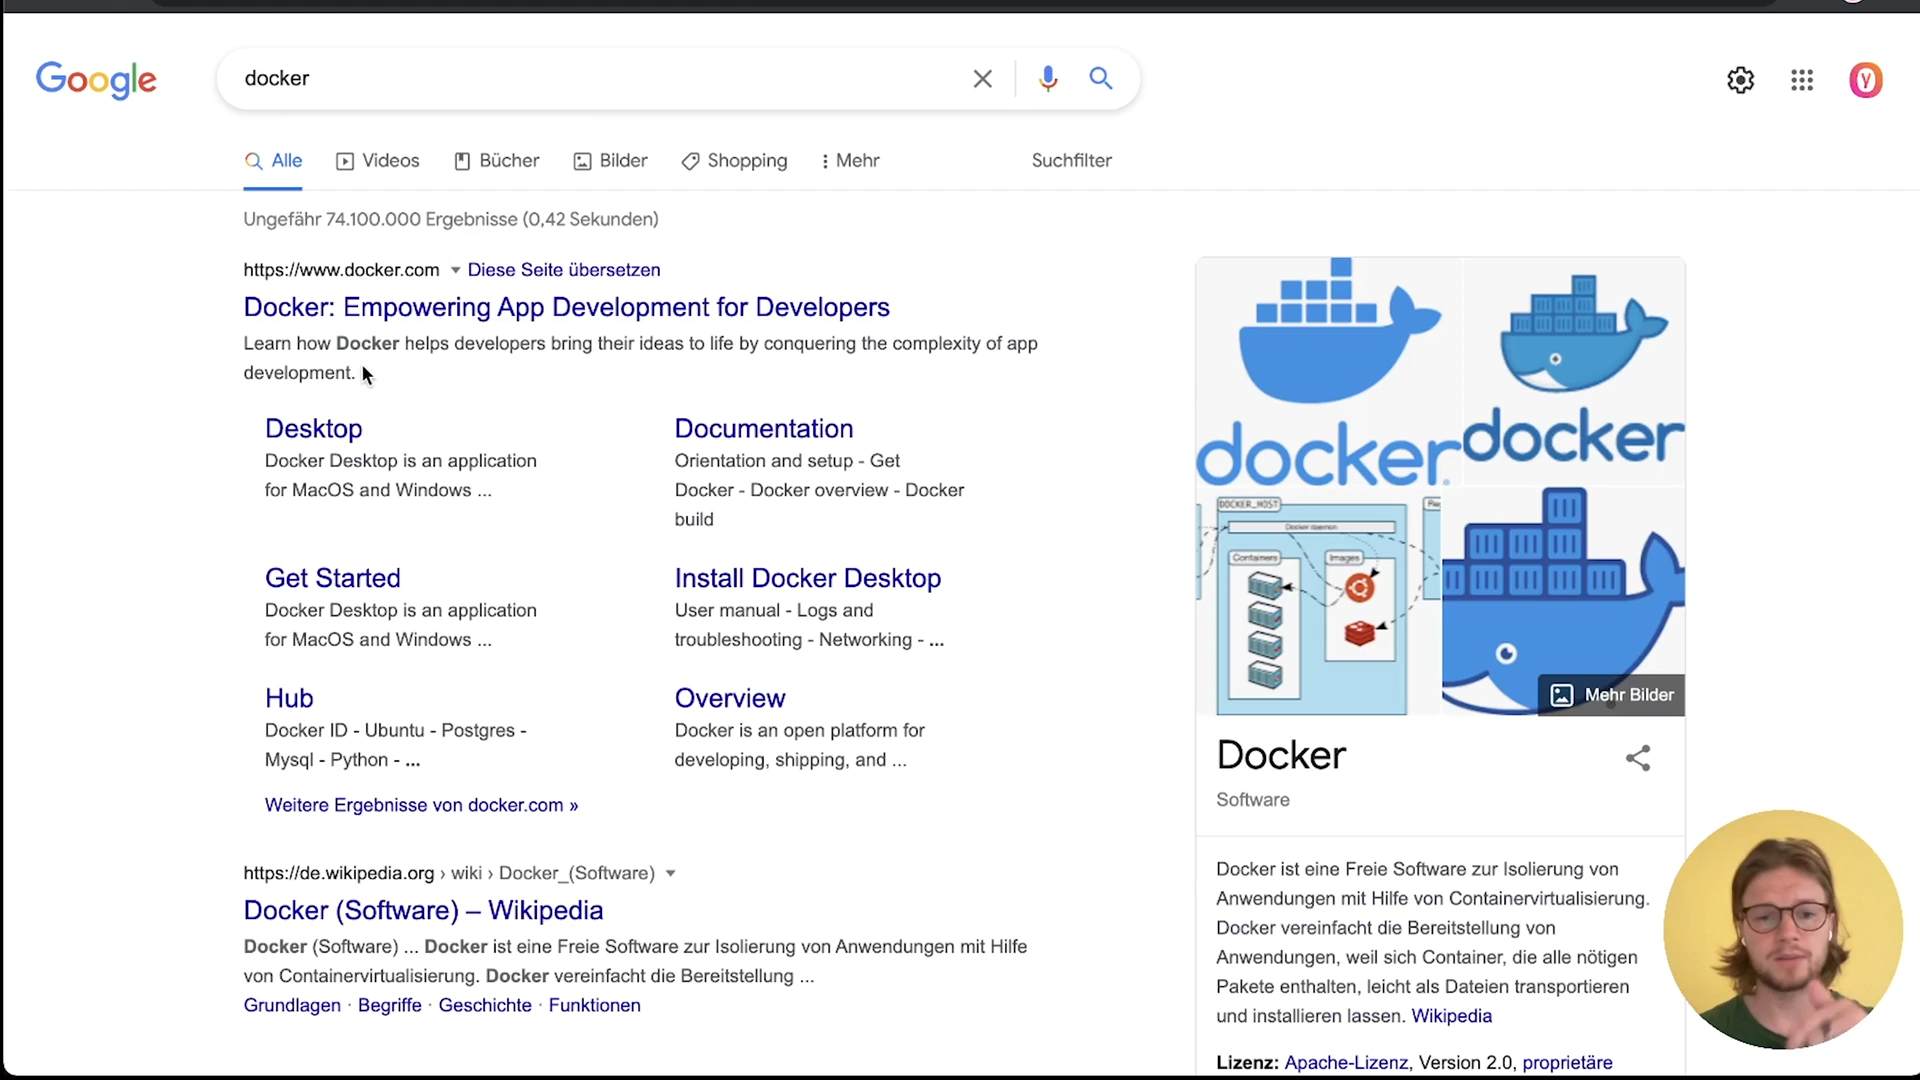 Google
docker
Alle
Videos
Bücher
Bilder
Shopping
Mehr
Suchfilter
Ungefähr 74.100.000 Ergebnisse (0,42 Sekunden)
https://www.docker.com Diese Seite übersetzen
Docker: Empowering App Development for Developers
Learn how Docker helps developers bring their ideas to life by conquering the complexity of app
development.
Desktop
Docker Desktop is an application
for MacOS and Windows ...
Documentation
Orientation and setup - Get
Docker - Docker overview - Docker
build
Get Started
Docker Desktop is an application
for MacOS and Windows ...
Install Docker Desktop
User manual - Logs and
troubleshooting - Networking - ...
Hub
Docker ID - Ubuntu - Postgres -
Mysql - Python - ...
Overview
Docker is an open platform for
developing, shipping, and ...
Weitere Ergebnisse von docker.com »
https://de.wikipedia.org › wiki › Docker_(Software)
Docker (Software) – Wikipedia
Docker (Software) ... Docker ist eine Freie Software zur Isolierung von Anwendungen mit Hilfe
von Containervirtualisierung. Docker vereinfacht die Bereitstellung ...
Grundlagen · Begriffe · Geschichte · Funktionen
docker
docker
DOCKER_HOST
Docker daemon
Containers
Images
Mehr Bilder
Docker
Software
Docker ist eine Freie Software zur Isolierung von
Anwendungen mit Hilfe von Containervirtualisierung.
Docker vereinfacht die Bereitstellung von
Anwendungen, weil sich Container, die alle nötigen
Pakete enthalten, leicht als Dateien transportieren
und installieren lassen. Wikipedia
Lizenz: Apache-Lizenz, Version 2.0, proprietäre